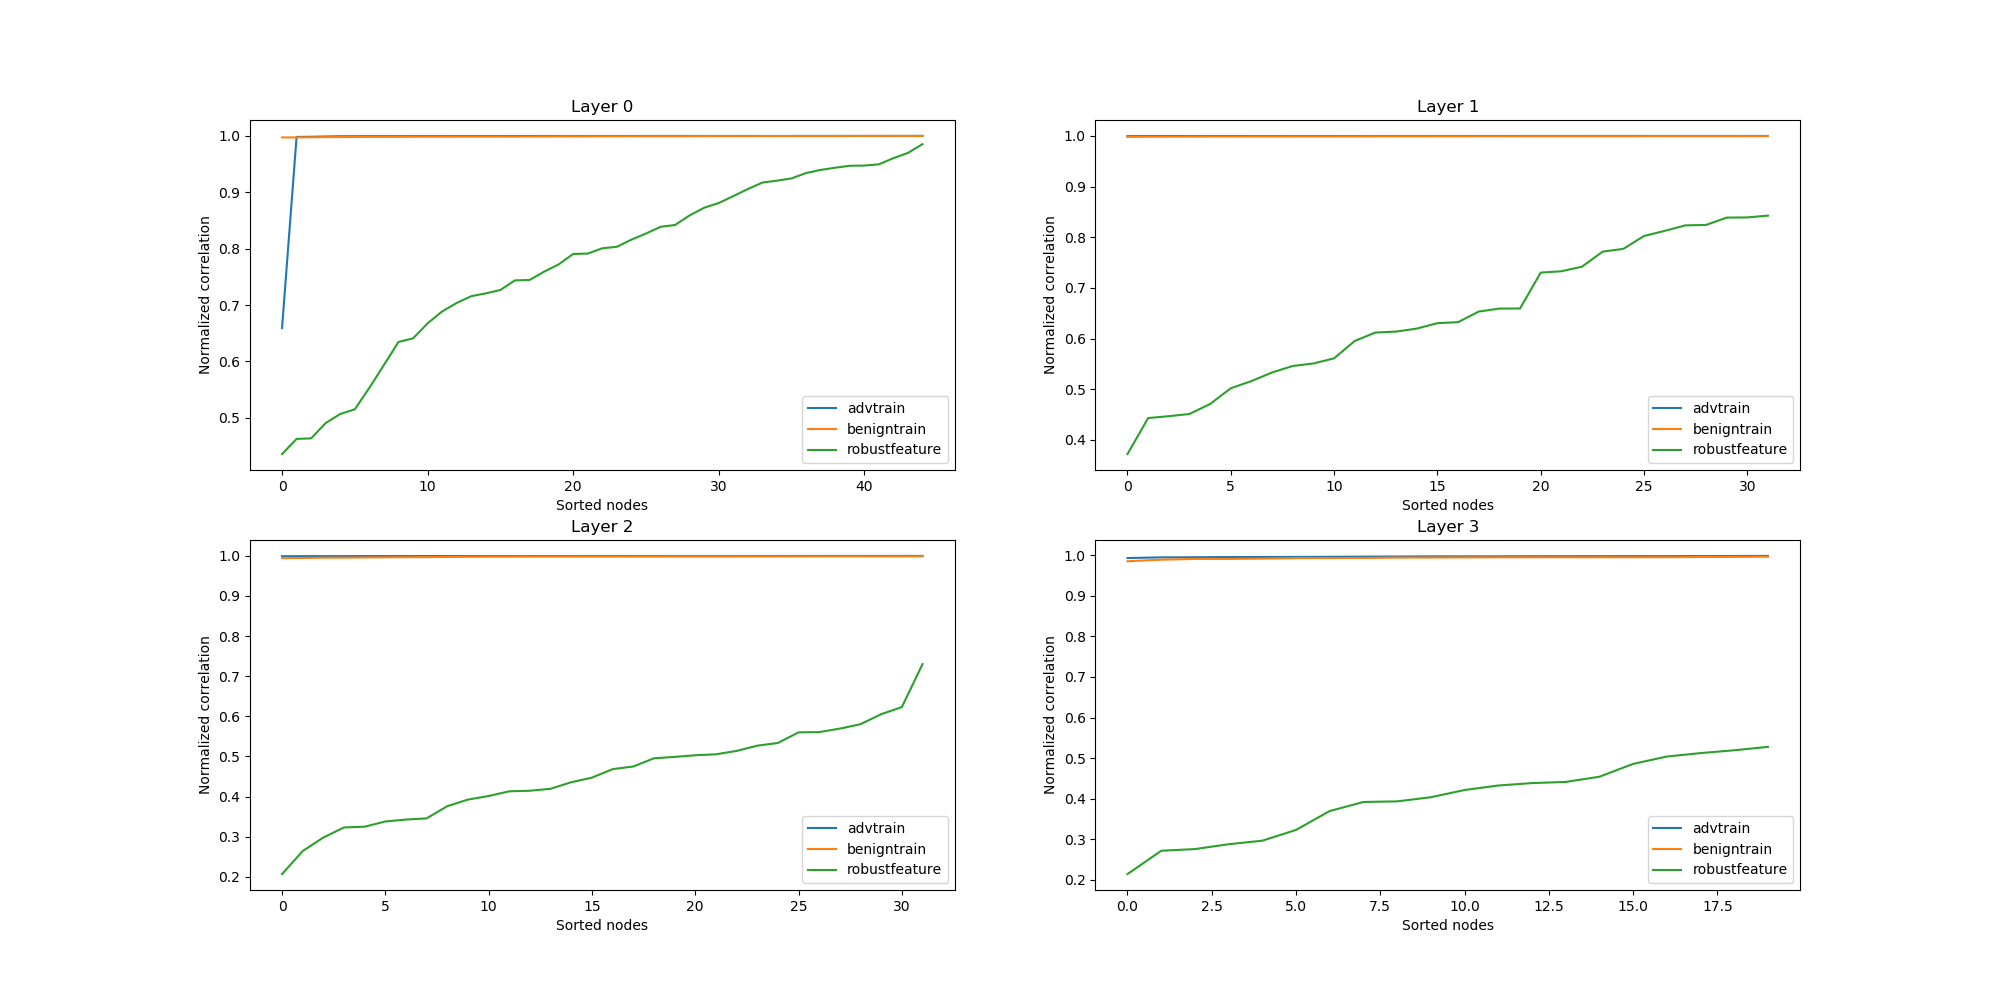 Layer 0
Normalized correlation
1.0
0.9
0.8
0.7
0.6
0.5
0 10 20 30 40
Sorted nodes
advtrain
benigntrain
robustfeature
Layer 1
Normalized correlation
1.0
0.9
0.8
0.7
0.6
0.5
0.4
0 5 10 15 20 25 30
Sorted nodes
advtrain
benigntrain
robustfeature
Layer 2
Normalized correlation
1.0
0.9
0.8
0.7
0.6
0.5
0.4
0.3
0.2
0 5 10 15 20 25 30
Sorted nodes
advtrain
benigntrain
robustfeature
Layer 3
Normalized correlation
1.0
0.9
0.8
0.7
0.6
0.5
0.4
0.3
0.2
0.0 2.5 5.0 7.5 10.0 12.5 15.0 17.5
Sorted nodes
advtrain
benigntrain
robustfeature